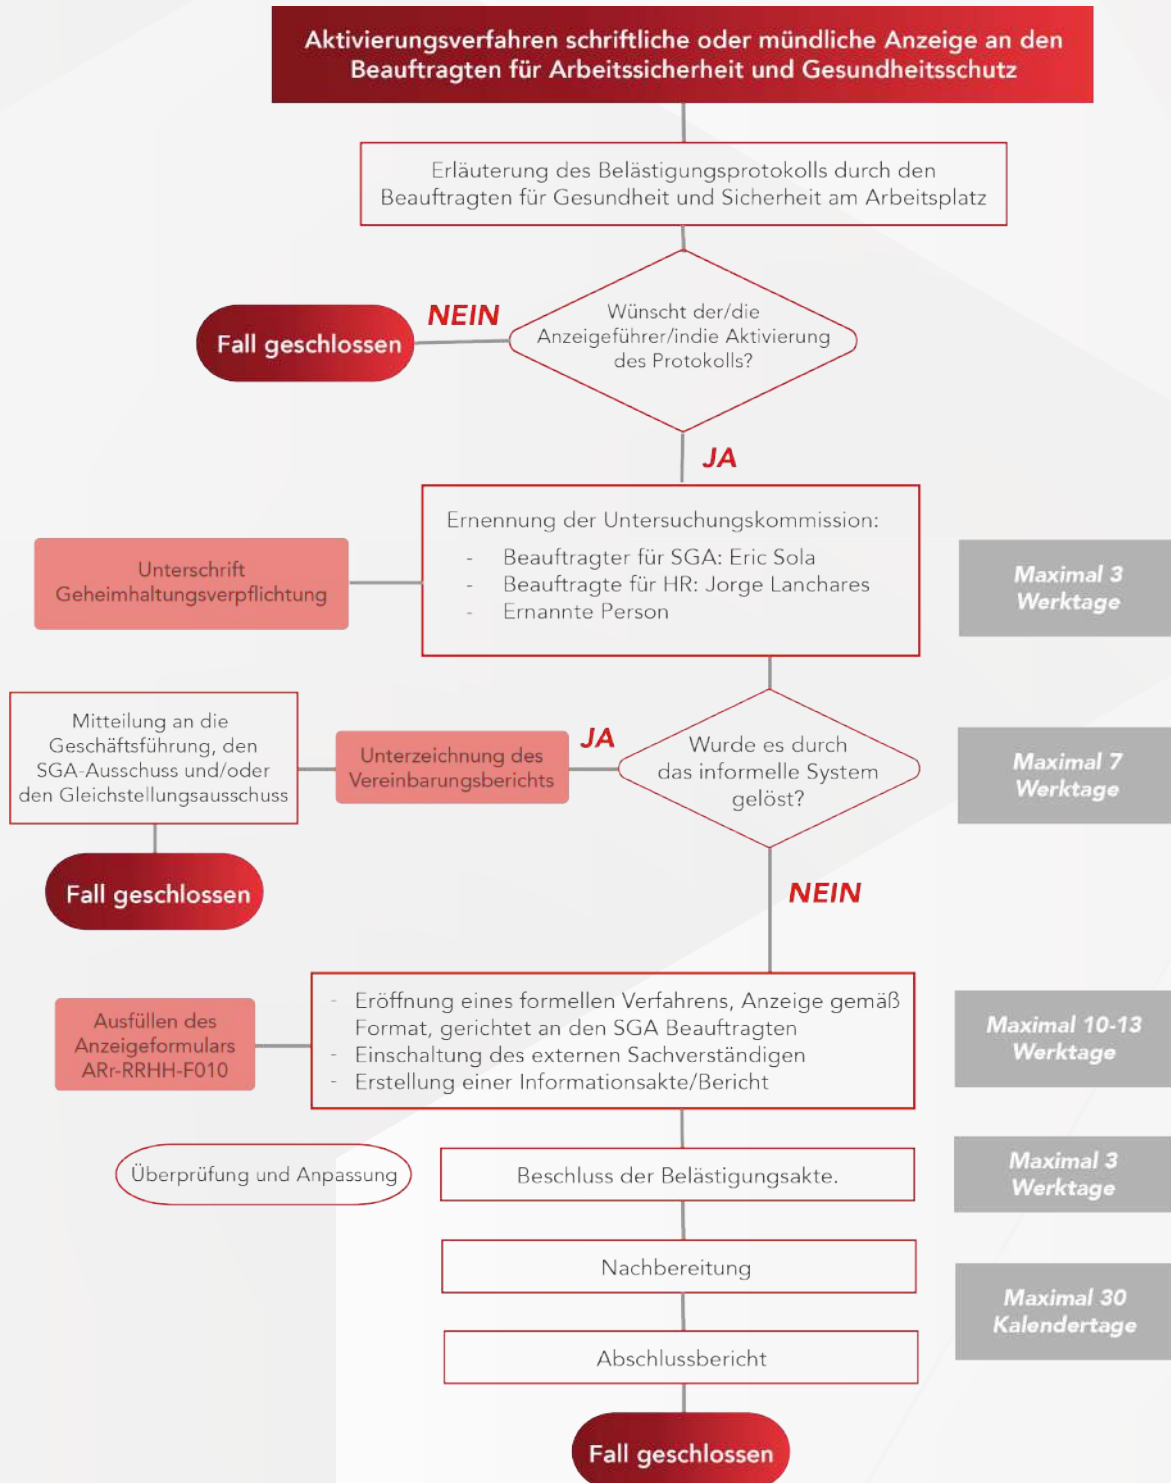 Aktivierungsverfahren schriftliche oder mündliche Anzeige an den
Beauftragten für Arbeitssicherheit und Gesundheitsschutz
Erläuterung des Belästigungsprotokolls durch den
Beauftragten für Gesundheit und Sicherheit am Arbeitsplatz
Wünscht der/die
Anzeigeführer/indie Aktivierung
des Protokolls?
NEIN
Fall geschlossen
JA
Ernennung der Untersuchungskommission:
- Beauftragter für SGA: Eric Sola
- Beauftragte für HR: Jorge Lanchares
- Ernannte Person
Unterschrift
Geheimhaltungsverpflichtung
Maximal 3
Werktage
Wurde es durch
das informelle System
gelöst?
JA
Unterzeichnung des
Vereinbarungsberichts
Mitteilung an die
Geschäftsführung, den
SGA-Ausschuss und/oder
den Gleichstellungsausschuss
Fall geschlossen
Maximal 7
Werktage
NEIN
- Eröffnung eines formellen Verfahrens, Anzeige gemäß
Format, gerichtet an den SGA Beauftragten
- Einschaltung des externen Sachverständigen
- Erstellung einer Informationsakte/Bericht
Ausfüllen des
Anzeigeformulars
ARr-RRHH-F010
Maximal 10-13
Werktage
Überprüfung und Anpassung
Beschluss der Belästigungsakte.
Maximal 3
Werktage
Nachbereitung
Maximal 30
Kalendertage
Abschlussbericht
Fall geschlossen